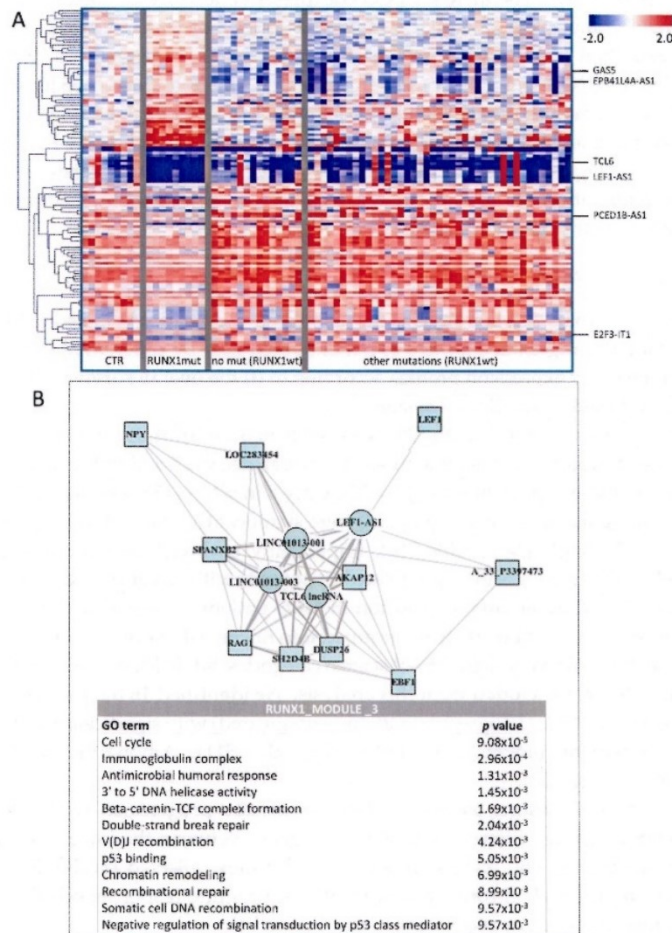 A
-2.0 2.0
GAS5
EPB41L4A-AS1
TCL6
LEF1-AS1
PCED1B-AS1
E2F3-IT1
CTR RUNX1mut no mut (RUNX1wt) other mutations (RUNX1wt)
B
LEF1
NPY
LOC283454
LEF1-AS1
LINC01013-001
SPANXB2
A_33_P3397473
LINC01013-003 AKAP12
TCL6 lncRNA
RAG1
DUSP26
SH2D4B
EBF1
RUNX1_MODULE_3
GO term p value
Cell cycle 9.08x10⁻⁵
Immunoglobulin complex 2.96x10⁻⁴
Antimicrobial humoral response 1.31x10⁻³
3' to 5' DNA helicase activity 1.45x10⁻³
Beta-catenin-TCF complex formation 1.69x10⁻³
Double-strand break repair 2.04x10⁻³
V(D)J recombination 4.24x10⁻³
p53 binding 5.05x10⁻³
Chromatin remodeling 6.99x10⁻³
Recombinational repair 8.99x10⁻³
Somatic cell DNA recombination 9.57x10⁻³
Negative regulation of signal transduction by p53 class mediator 9.57x10⁻³